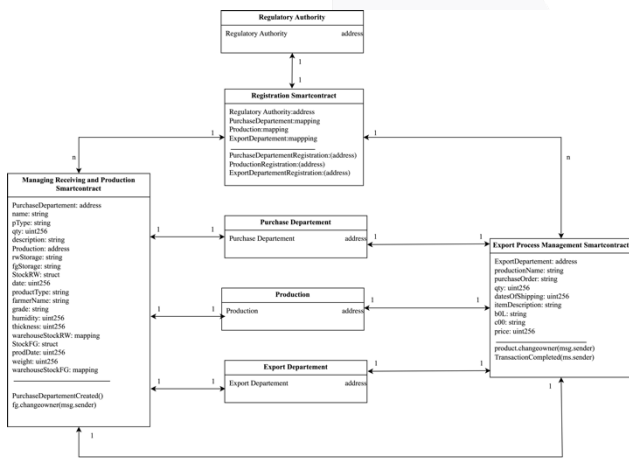 Regulatory Authority
Regulatory Authority address
1
1
Registration Smartcontract
Regulatory Authority:address
PurchaseDepartement:mapping
Production:mapping
ExportDepartement:mappping
PurchaseDepartementRegistration:(address)
ProductionRegistration:(address)
ExportDepartementRegistration:(address)
1
1
n
n
Managing Receiving and Production
Smartcontract
PurchaseDepartement: address
name: string
pType: string
qty: uint256
description: string
Production: address
rwStorage: string
fgStorage: string
StockRW: struct
date: uint256
productType: string
farmerName: string
grade: string
humidity: uint256
thickness: uint256
warehouseStockRW: mapping
StockFG: struct
prodDate: uint256
weight: uint256
warehouseStockFG: mapping
PurchaseDepartementCreated()
fg.changeowner(msg.sender)
1
1
Purchase Departement
Purchase Departement address
1
1
1
1
Production
Production address
1
1
1
1
Export Departement
Export Departement address
1
1
Export Process Management Smartcontract
ExportDepartement: address
productionName: string
purchaseOrder: string
qty: uint256
datesOfShipping: uint256
itemDescription: string
b0L: string
c00: string
price: uint256
product.changeowner(msg.sender)
TransactionCompleted(ms.sender)
1
1